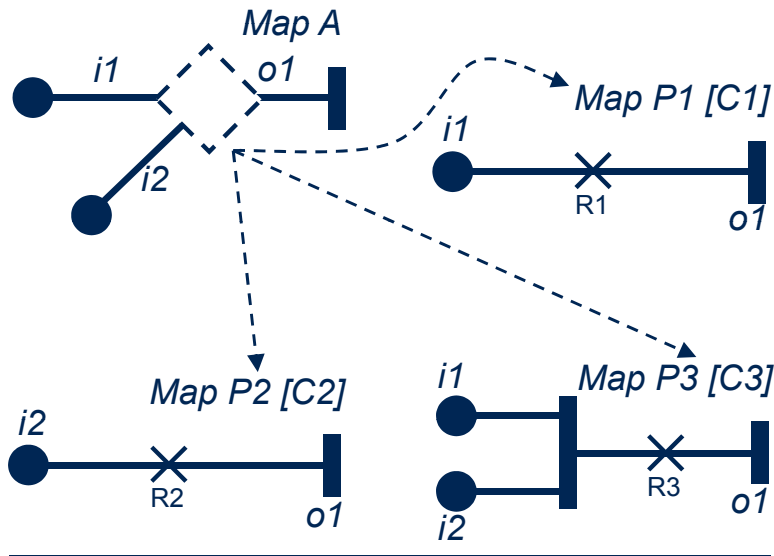 Map A
i1
o1
i2
Map P1 [C1]
i1
R1
o1
Map P2 [C2]
i2
R2
o1
Map P3 [C3]
i1
R3
i2
o1